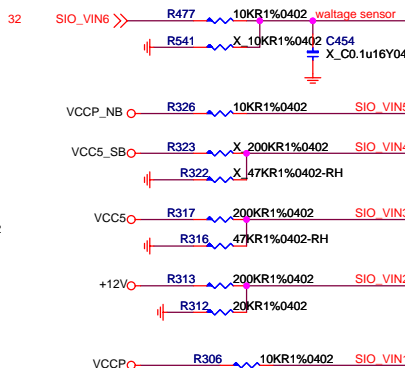 32 SIO_VIN6 R477 10KR1%0402 waltage sensor
R541 X_10KR1%0402 C454
X_C0.1u16Y04
VCCP_NB R326 10KR1%0402 SIO_VIN5
VCC5_SB R323 X_200KR1%0402 SIO_VIN4
R322 X_47KR1%0402-RH
VCC5 R317 200KR1%0402 SIO_VIN3
R316 47KR1%0402-RH
+12V R313 200KR1%0402 SIO_VIN2
R312 20KR1%0402
VCCP R306 10KR1%0402 SIO_VIN1